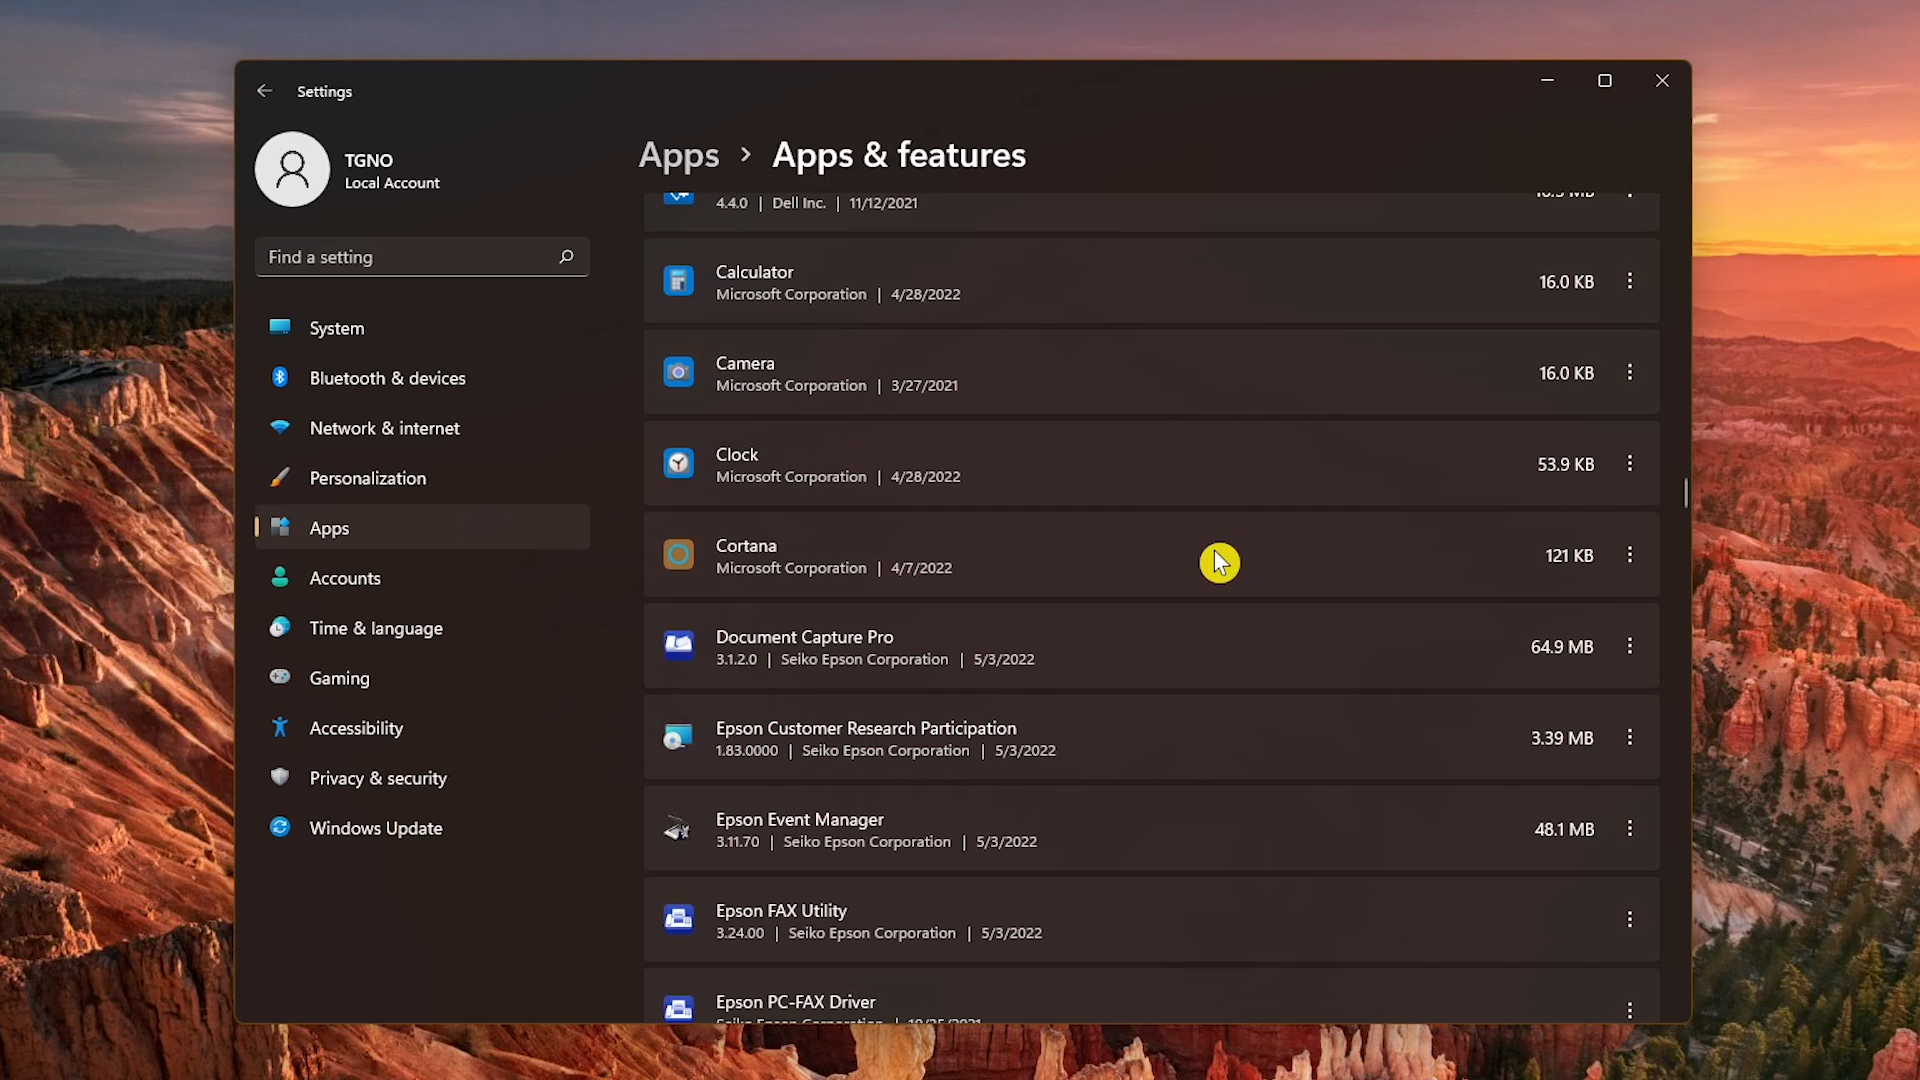 Settings
TGNO
Local Account
Find a setting
System
Bluetooth & devices
Network & internet
Personalization
Apps
Accounts
Time & language
Gaming
Accessibility
Privacy & security
Windows Update
Apps > Apps & features
4.4.0 | Dell Inc. | 11/12/2021
Calculator
Microsoft Corporation | 4/28/2022
16.0 KB
Camera
Microsoft Corporation | 3/27/2021
16.0 KB
Clock
Microsoft Corporation | 4/28/2022
53.9 KB
Cortana
Microsoft Corporation | 4/7/2022
121 KB
Document Capture Pro
3.1.2.0 | Seiko Epson Corporation | 5/3/2022
64.9 MB
Epson Customer Research Participation
1.83.0000 | Seiko Epson Corporation | 5/3/2022
3.39 MB
Epson Event Manager
3.11.70 | Seiko Epson Corporation | 5/3/2022
48.1 MB
Epson FAX Utility
3.24.00 | Seiko Epson Corporation | 5/3/2022
Epson PC-FAX Driver
Seiko Epson Corporation